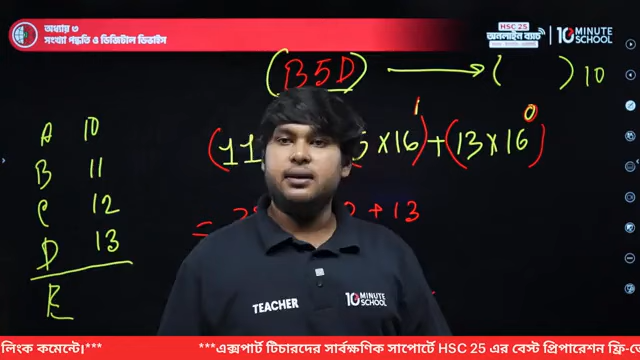 অধ্যায় ৩
সংখ্যা পদ্ধতি ও ডিজিটাল ডিভাইস
HSC 25
অনলাইন ব্যাচ
10 MINUTE SCHOOL
(B5D) → ( )10
A 10
B 11
C 12
D 13
E
(11 5 × 16^1) + (13 × 16^0)
= + 13
TEACHER
10 MINUTE SCHOOL
লিংক কমেন্টে।*** ***এক্সপার্ট টিচারদের সার্বক্ষণিক সাপোর্টে HSC 25 এর বেস্ট প্রিপারেশন